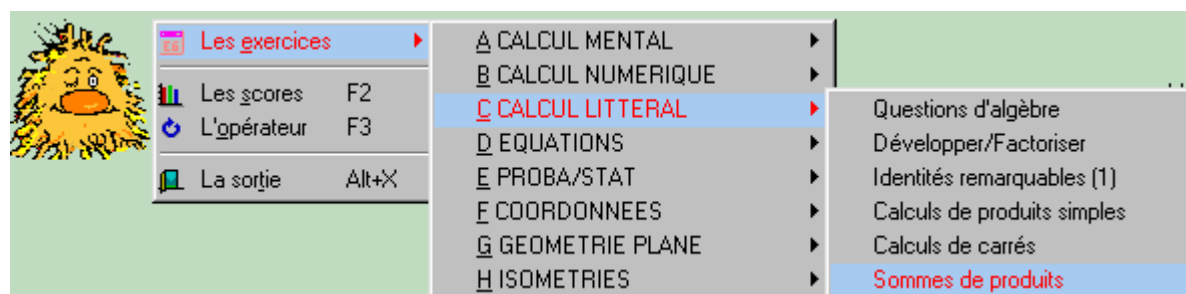 Les exercices
Les scores F2
L'opérateur F3
La sortie Alt+X
A CALCUL MENTAL
B CALCUL NUMERIQUE
C CALCUL LITTERAL
D EQUATIONS
E PROBA/STAT
F COORDONNEES
G GEOMETRIE PLANE
H ISOMETRIES
Questions d'algèbre
Développer/Factoriser
Identités remarquables (1)
Calculs de produits simples
Calculs de carrés
Sommes de produits